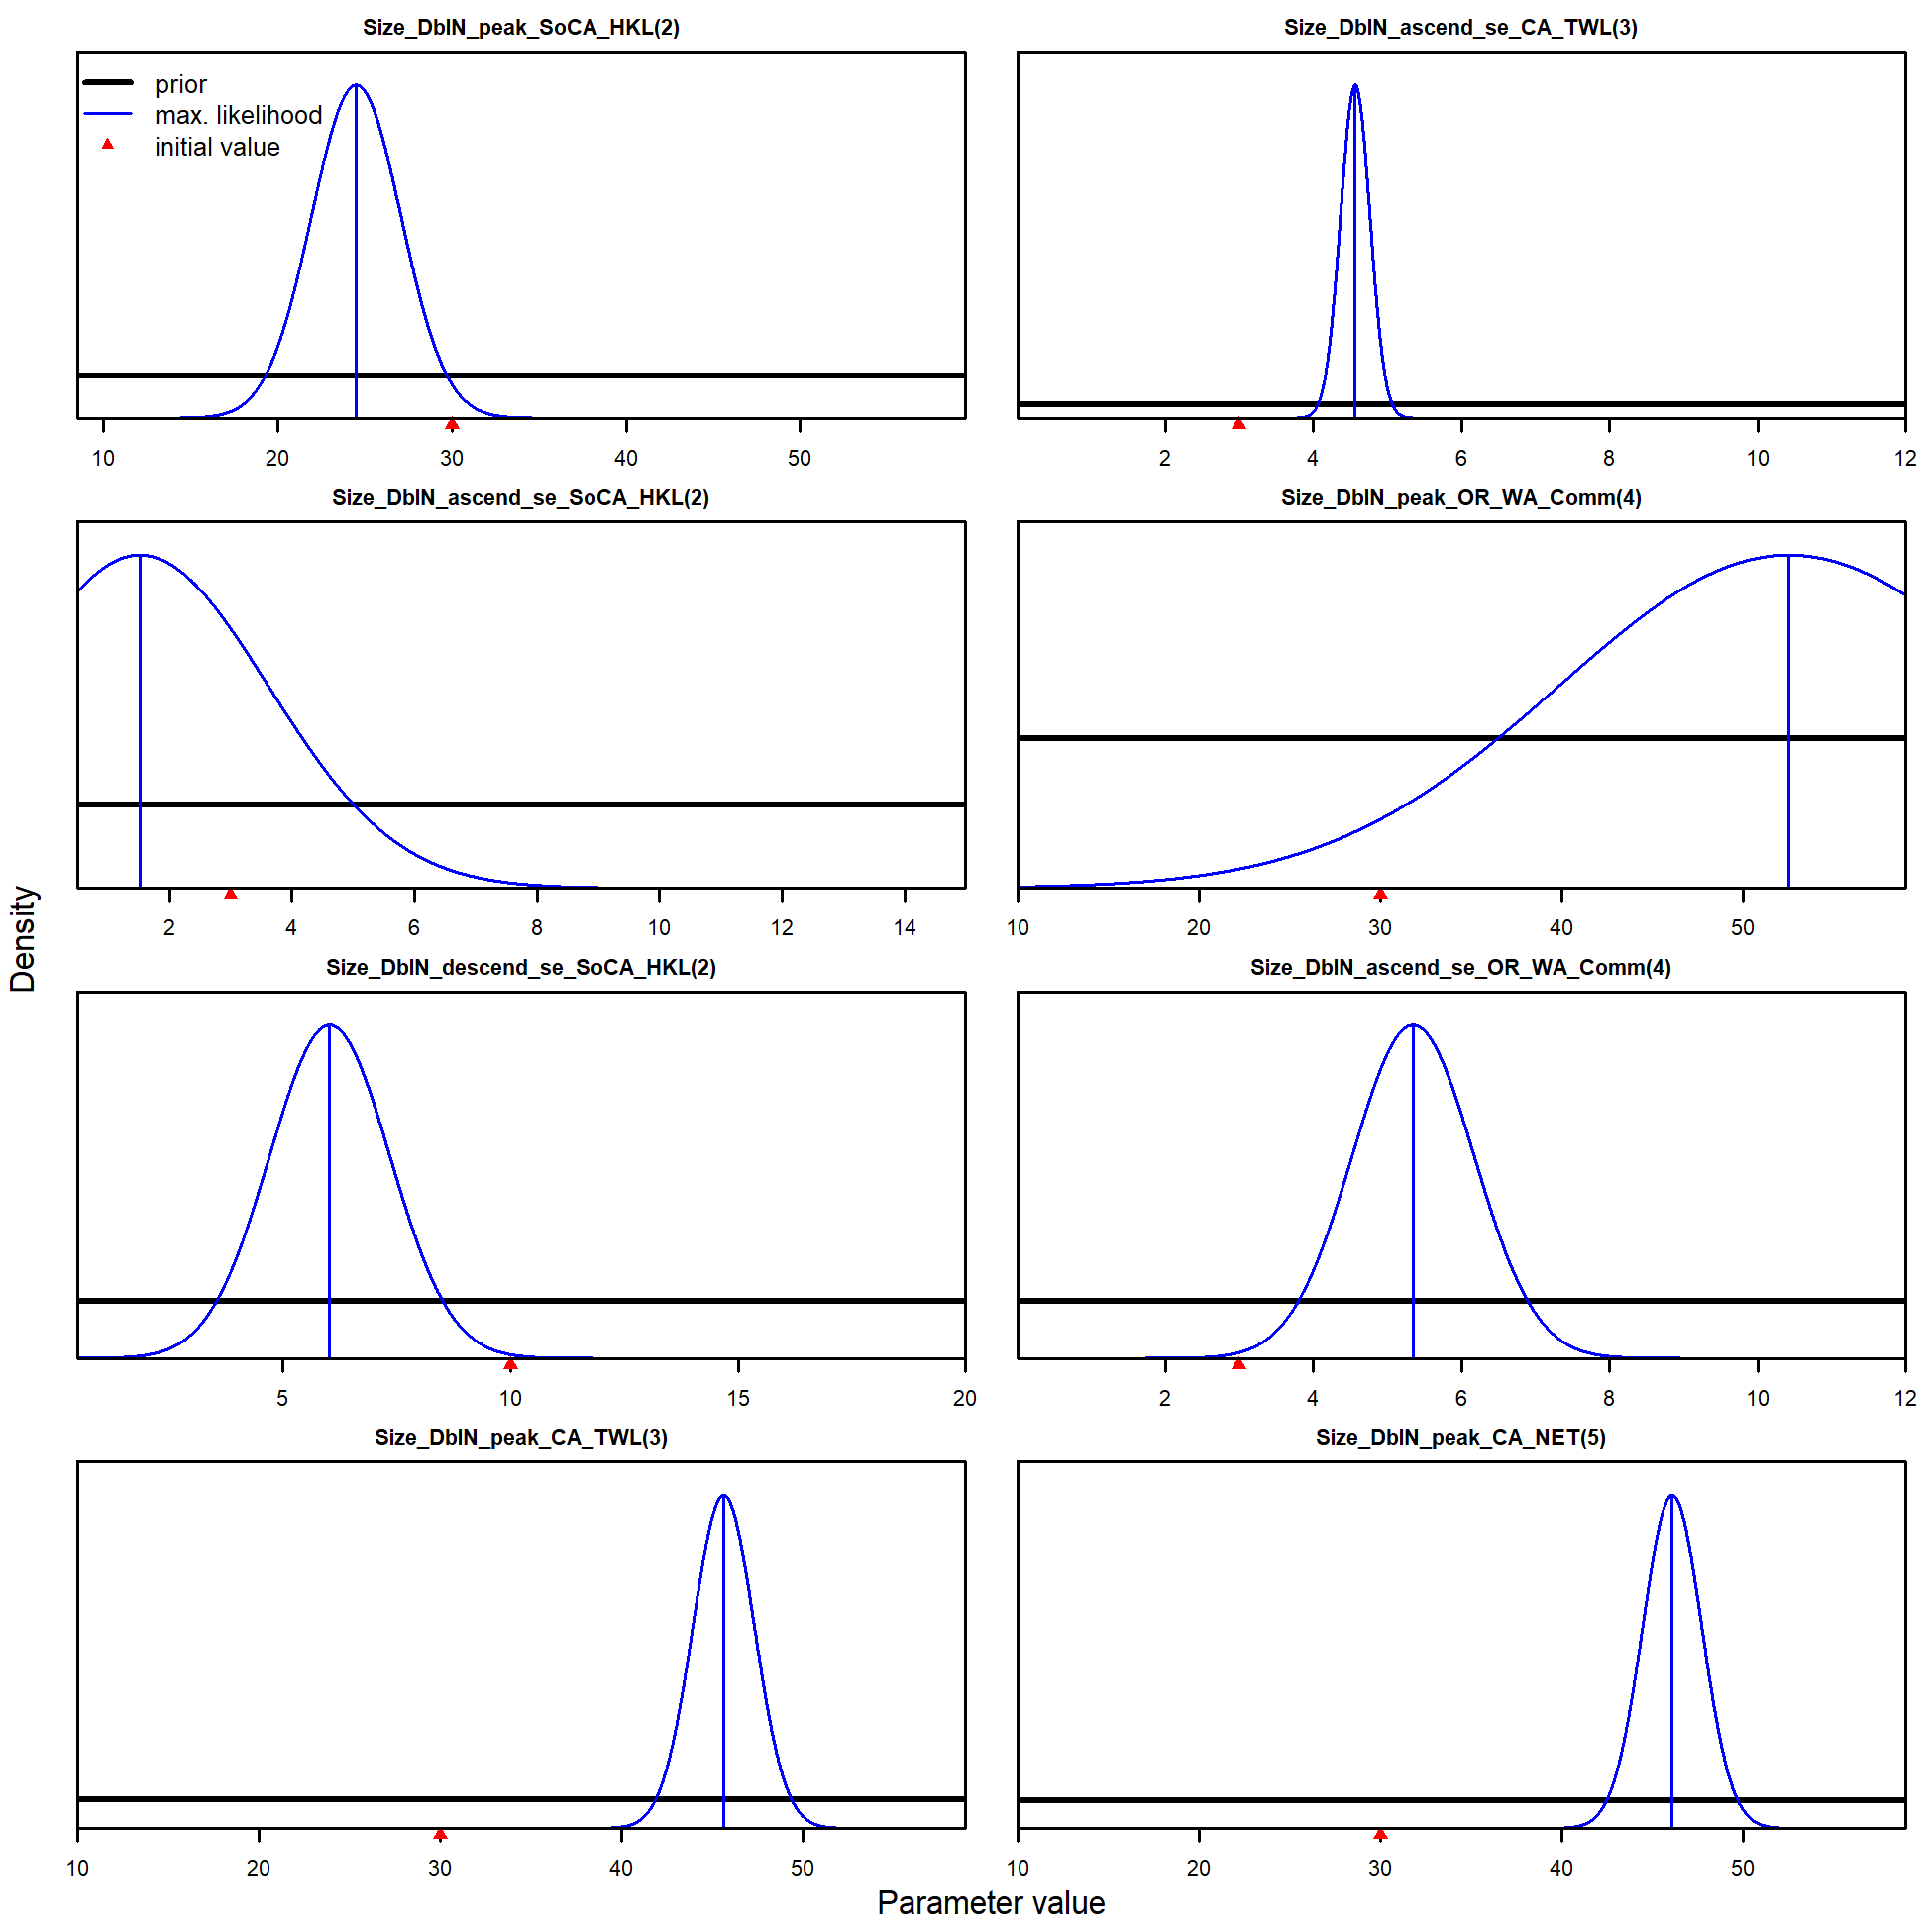 Size_DblN_peak_SoCA_HKL(2)
prior
max. likelihood
initial value
10 20 30 40 50
Size_DblN_ascend_se_CA_TWL(3)
2 4 6 8 10 12
Size_DblN_ascend_se_SoCA_HKL(2)
2 4 6 8 10 12 14
Size_DblN_peak_OR_WA_Comm(4)
10 20 30 40 50
Size_DblN_descend_se_SoCA_HKL(2)
5 10 15 20
Size_DblN_ascend_se_OR_WA_Comm(4)
2 4 6 8 10 12
Size_DblN_peak_CA_TWL(3)
10 20 30 40 50
Size_DblN_peak_CA_NET(5)
10 20 30 40 50
Density
Parameter value